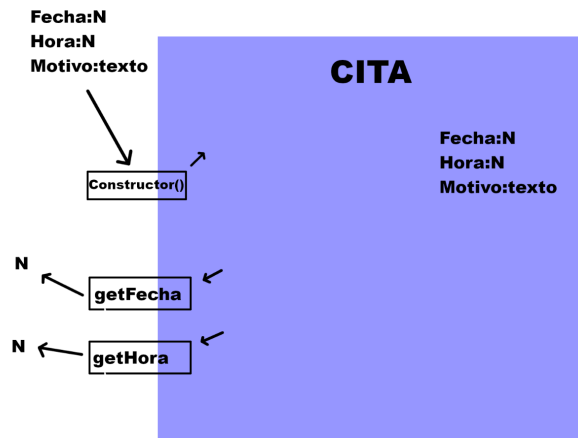 Fecha:N
Hora:N
Motivo:texto
CITA
Fecha:N
Hora:N
Motivo:texto
Constructor()
N
getFecha
N
getHora